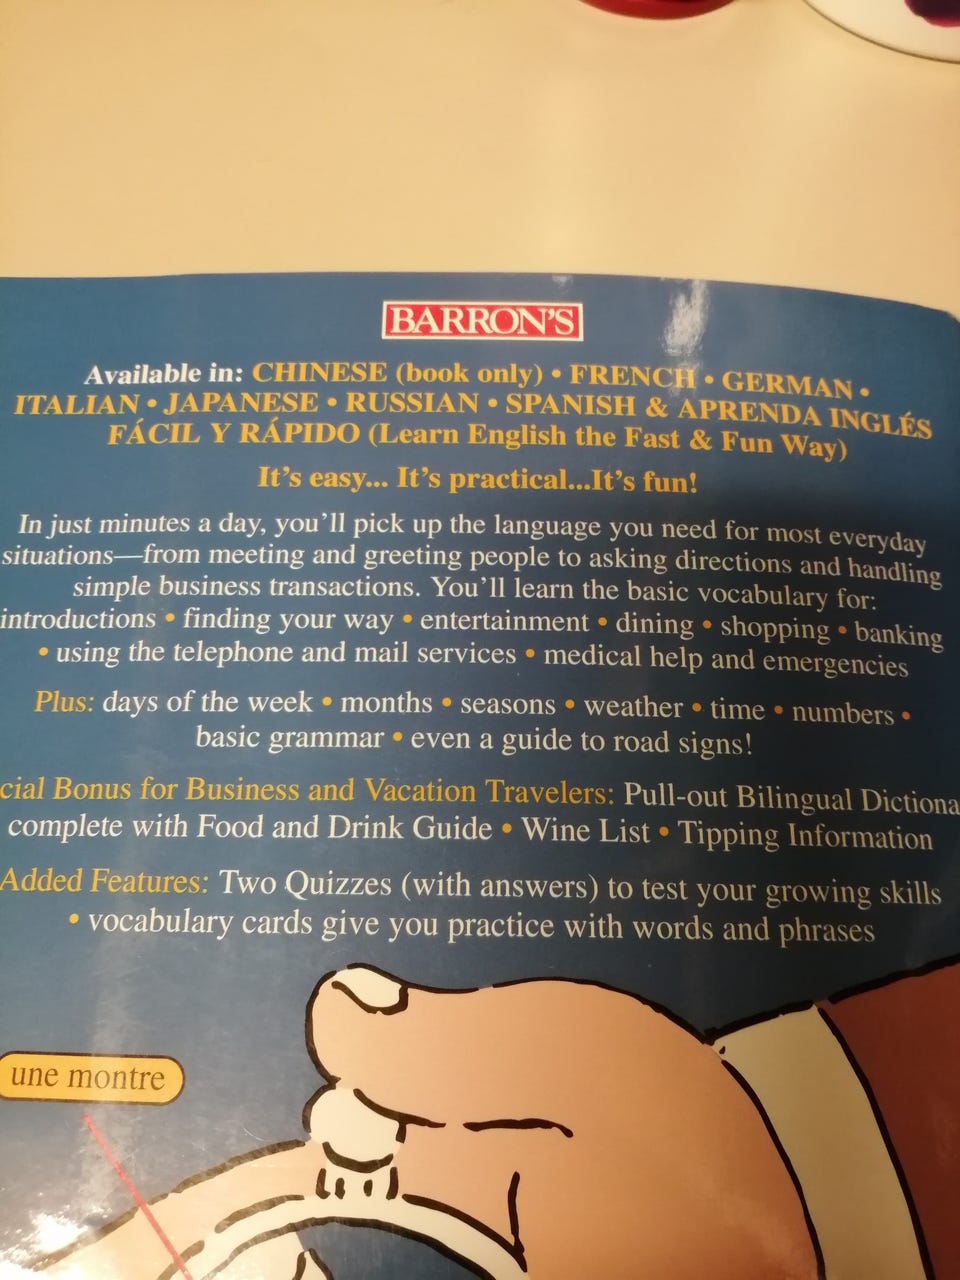 BARRON'S
Available in: CHINESE (book only) • FRENCH • GERMAN •
ITALIAN • JAPANESE • RUSSIAN • SPANISH & APRENDA INGLÉS
FÁCIL Y RÁPIDO (Learn English the Fast & Fun Way)
It's easy... It's practical...It's fun!
In just minutes a day, you'll pick up the language you need for most everyday
situations—from meeting and greeting people to asking directions and handling
simple business transactions. You'll learn the basic vocabulary for:
introductions • finding your way • entertainment • dining • shopping • banking
• using the telephone and mail services • medical help and emergencies
Plus: days of the week • months • seasons • weather • time • numbers •
basic grammar • even a guide to road signs!
cial Bonus for Business and Vacation Travelers: Pull-out Bilingual Dictiona
complete with Food and Drink Guide • Wine List • Tipping Information
Added Features: Two Quizzes (with answers) to test your growing skills
• vocabulary cards give you practice with words and phrases
une montre